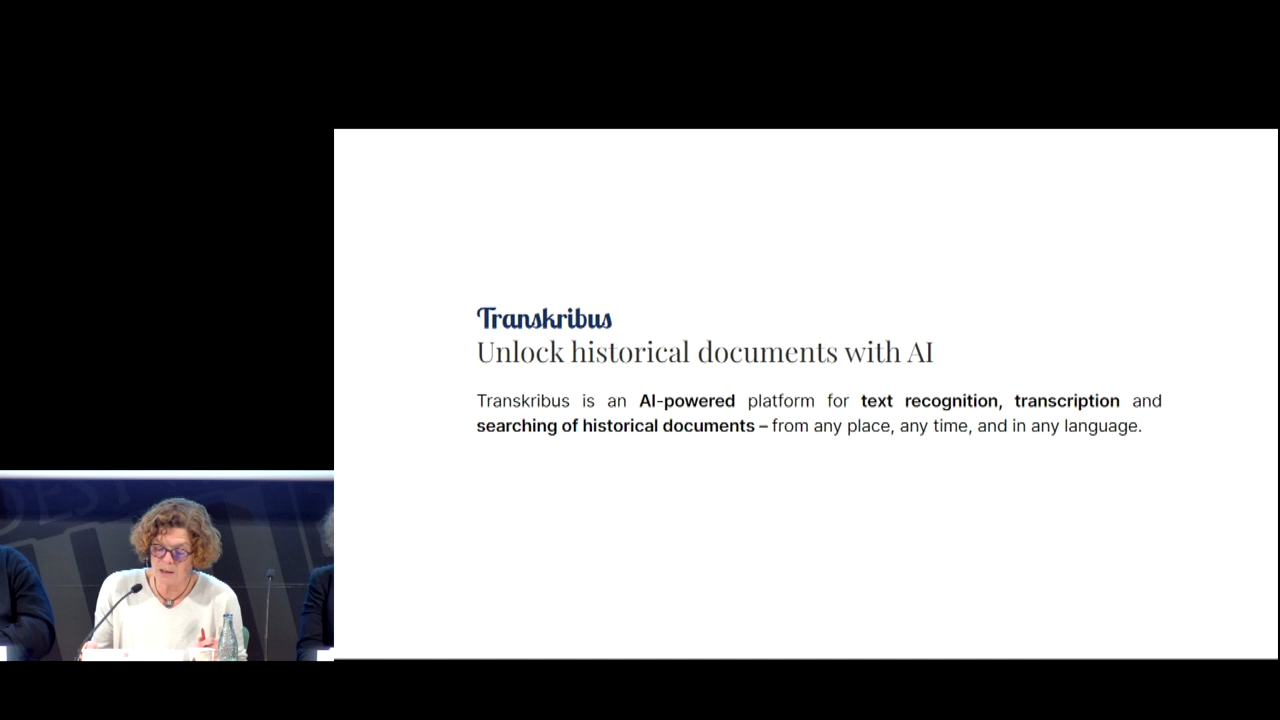 Transkribus
Unlock historical documents with AI
Transkribus is an AI-powered platform for text recognition, transcription and
searching of historical documents – from any place, any time, and in any language.